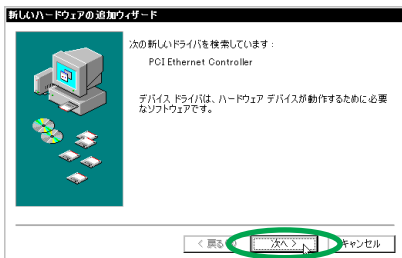 新しいハードウェアの追加ウィザード
次の新しいドライバを検索しています：
PCI Ethernet Controller
デバイス ドライバは、ハードウェア デバイスが動作するために必要
なソフトウェアです。
< 戻る
次へ >
キャンセル